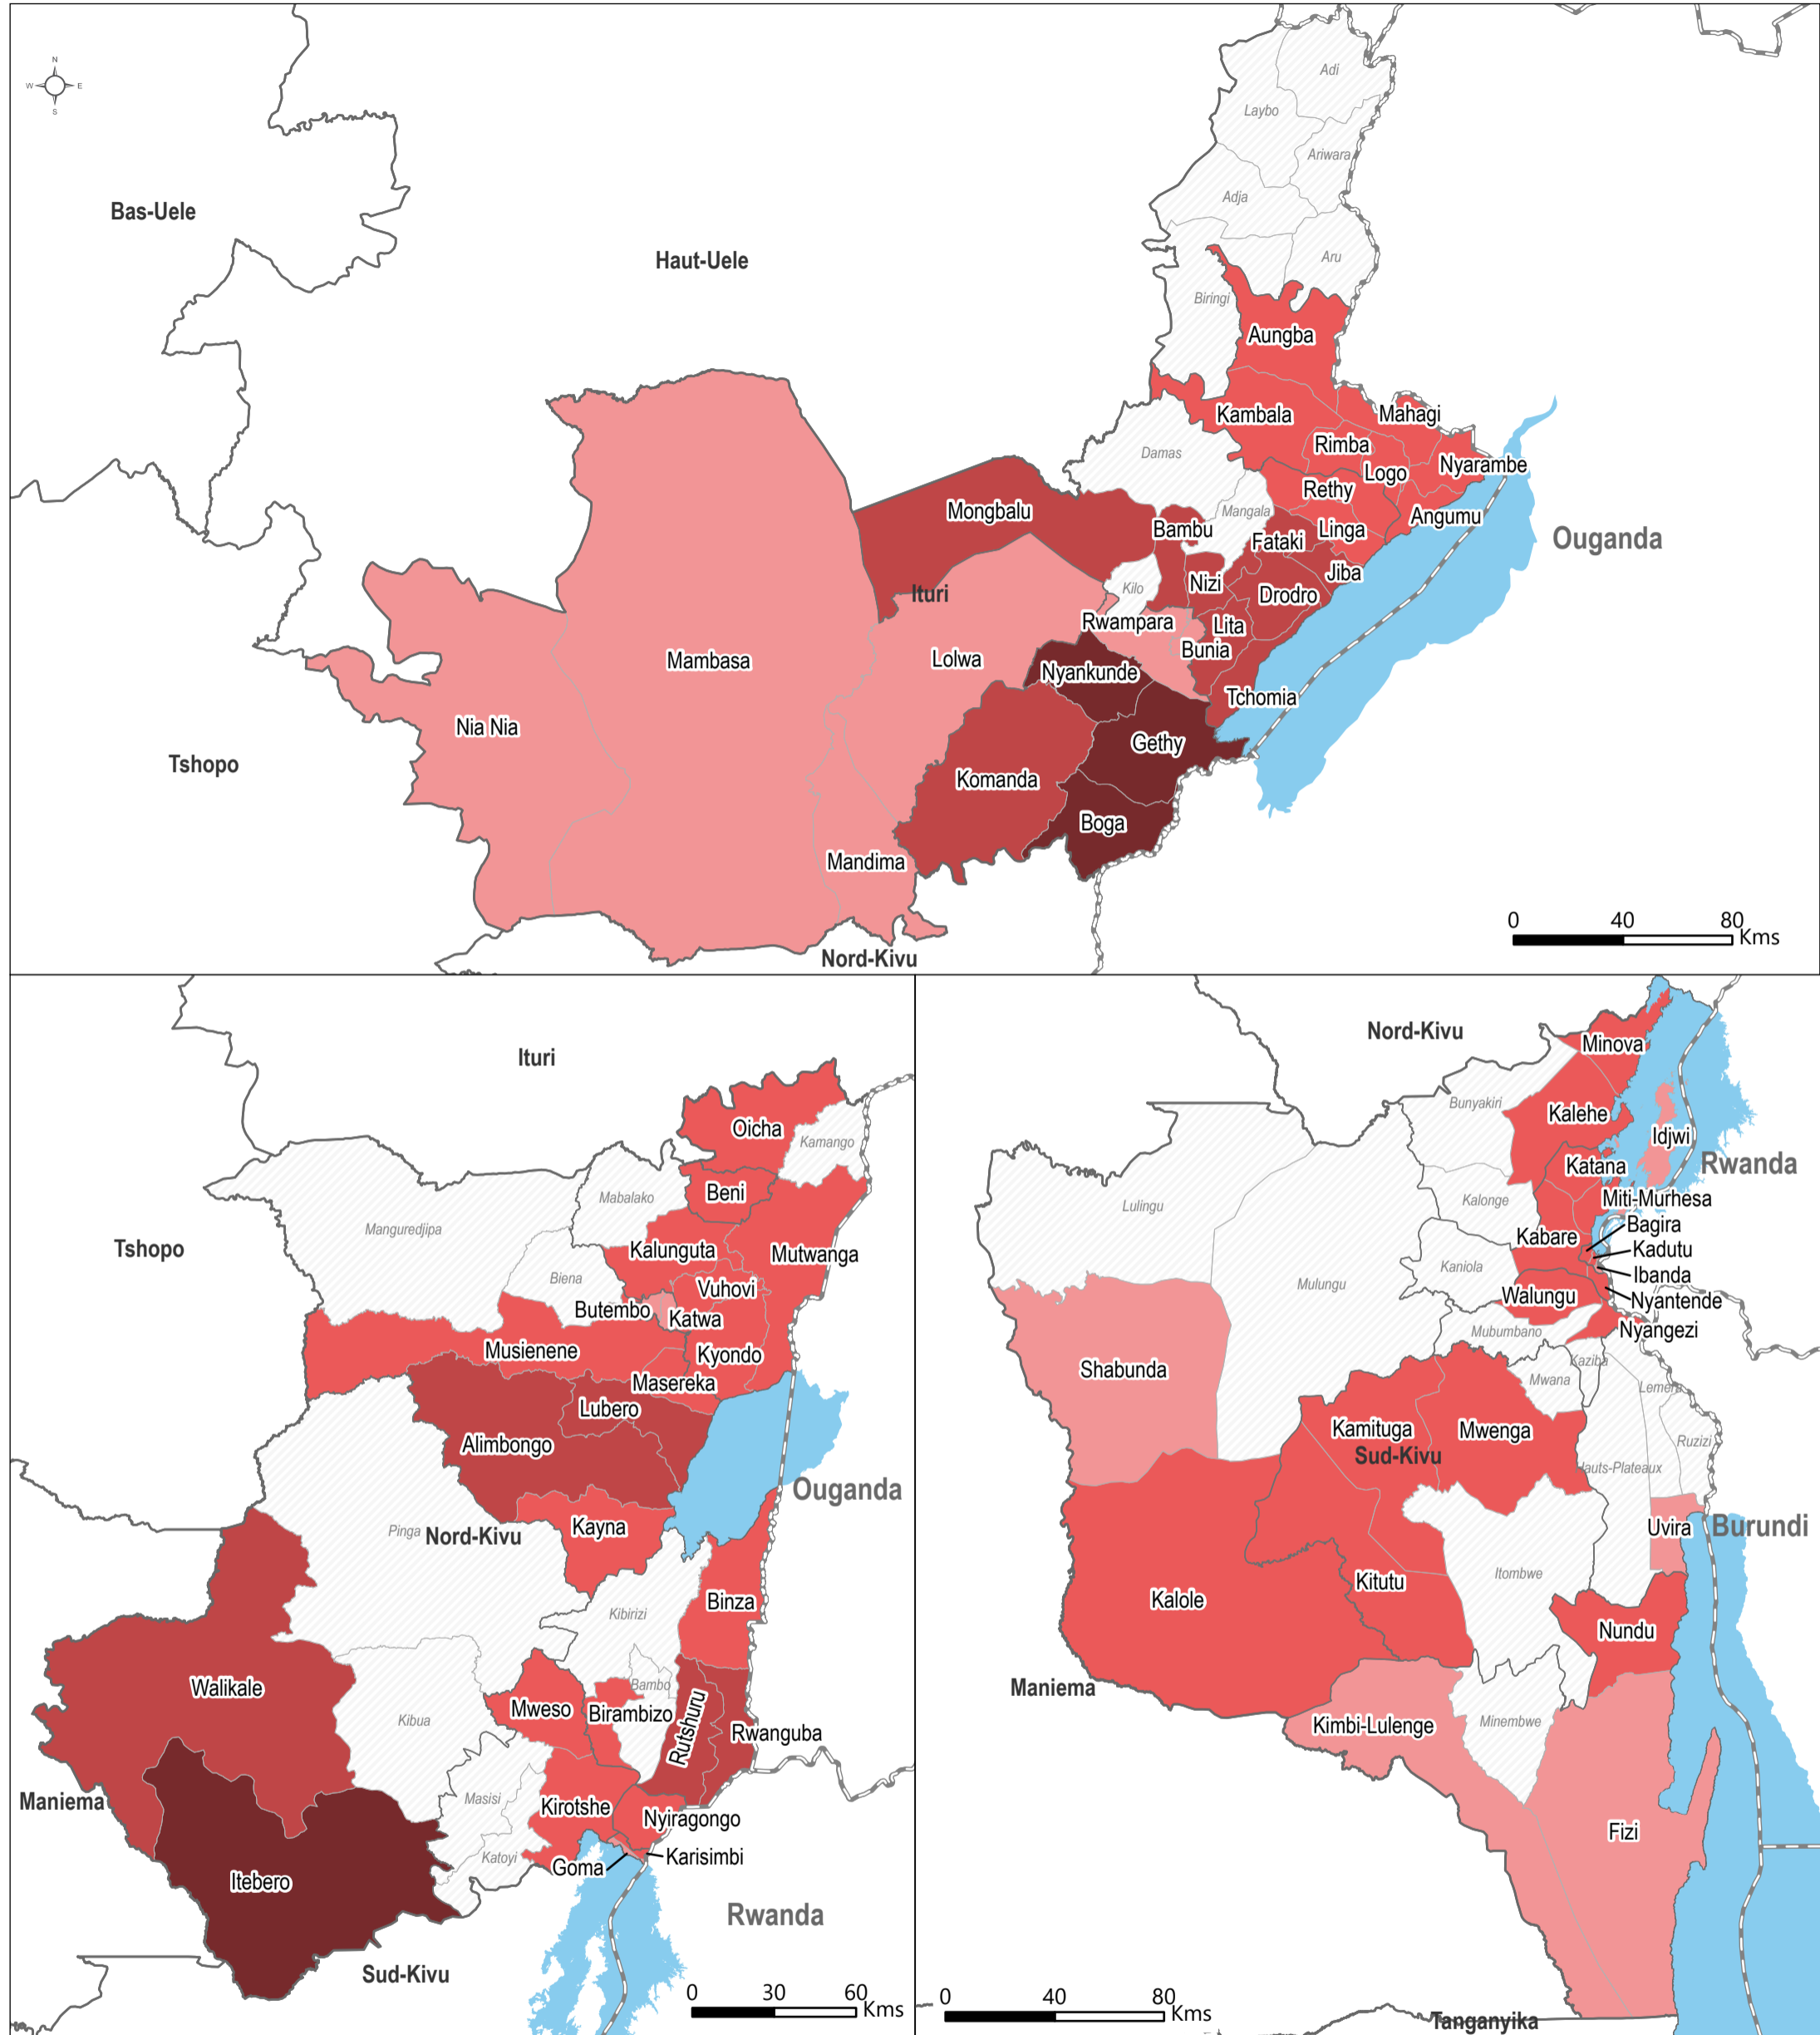 N
W E
S
Adi
Laybo
Ariwara
Adja
Bas-Uele
Aru
Haut-Uele
Biringi
Aungba
Kambala
Mahagi
Rimba
Damas
Nyarambe
Logo
Rethy
Mongbalu
Mangala
Angumu
Bambu
Linga
Fataki
Ouganda
Jiba
Nizi
Kilo
Ituri
Drodro
Rwampara
Lita
Bunia
Mambasa
Lolwa
Nyankunde
Tchomia
Nia Nia
Gethy
Tshopo
Komanda
Boga
Mandima
0 40 80
Kms
Nord-Kivu
Ituri
Oicha
Kamango
Beni
Mabalako
Manguredjipa
Tshopo
Kalunguta
Mutwanga
Biena
Vuhovi
Butembo
Katwa
Musienene
Kyondo
Masereka
Lubero
Alimbongo
Ouganda
Kayna
Pinga
Nord-Kivu
Binza
Kibirizi
Walikale
Bambo
Mweso
Birambizo
Kibua
Rutshuru
Rwanguba
Masisi
Maniema
Kirotshe
Nyiragongo
Karisimbi
Katoyi
Goma
Itebero
Rwanda
Sud-Kivu
0 30 60
Kms
Nord-Kivu
Minova
Bunyakiri
Kalehe
Idjwi
Rwanda
Katana
Lulingu
Kalonge
Miti-Murhesa
Bagira
Kabare
Kadutu
Kaniola
Ibanda
Mulungu
Walungu
Nyantende
Mubumbano
Nyangezi
Kaziba
Shabunda
Mwana
Lemera
Kamituga
Mwenga
Sud-Kivu
Ruzizi
Hauts-Plateaux
Uvira
Burundi
Itombwe
Kitutu
Kalole
Nundu
Maniema
Kimbi-Lulenge
Minembwe
Fizi
0 40 80
Kms
Tanganyika